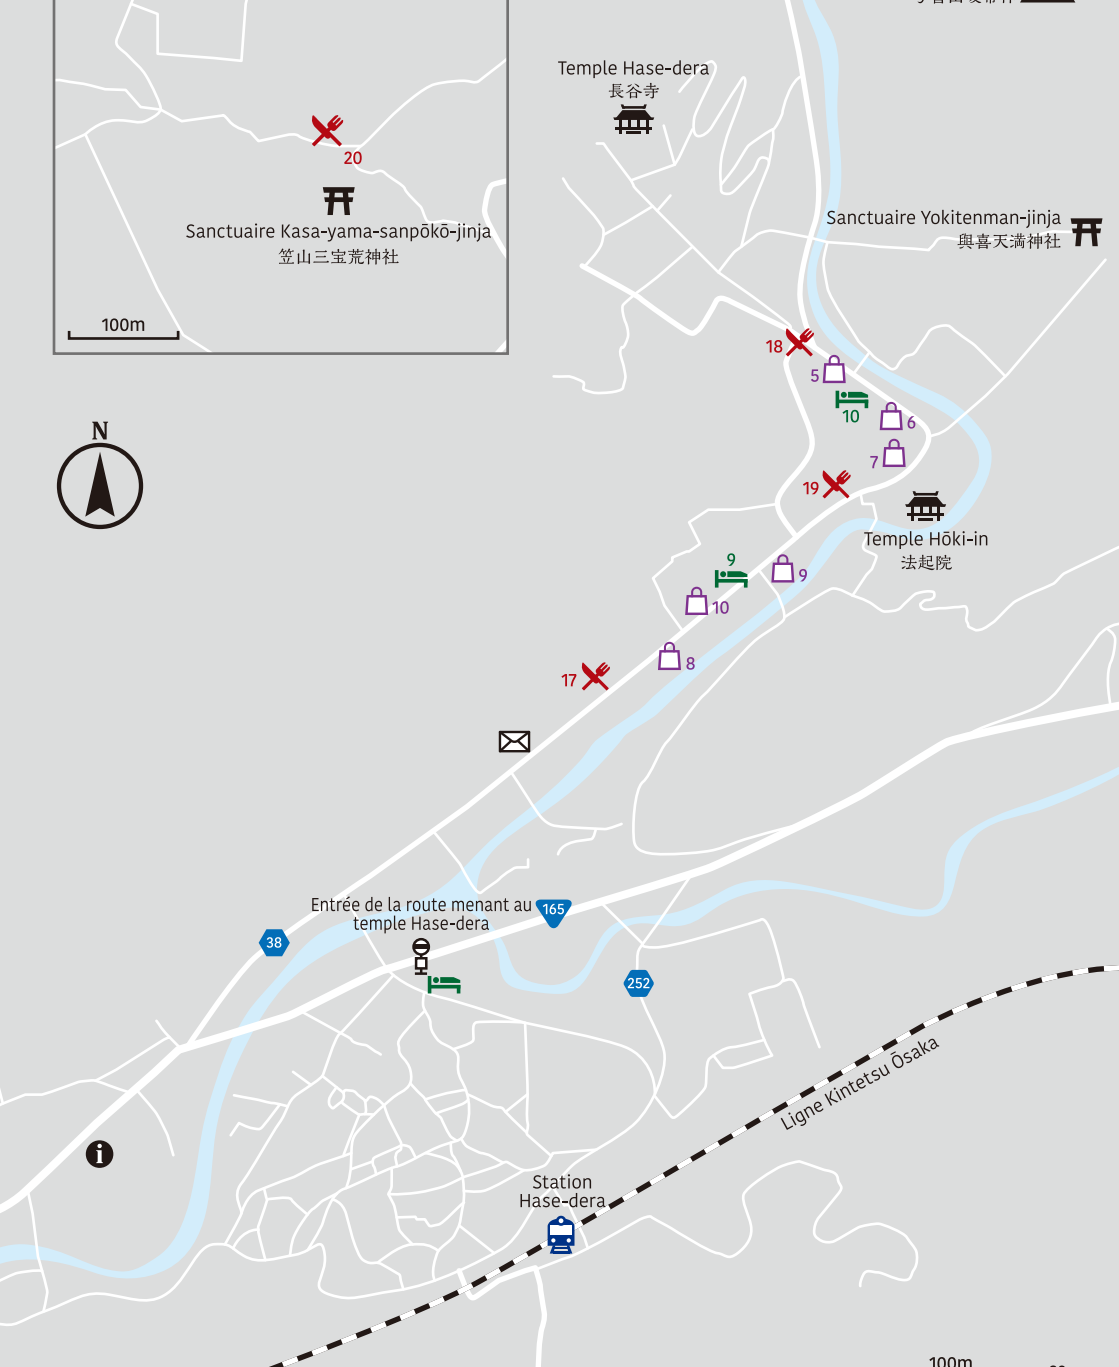 Temple Hase-dera
長谷寺
20
Sanctuaire Kasa-yama-sanpōkō-jinja
笠山三宝荒神社
100m
Sanctuaire Yokitenman-jinja
與喜天満神社
N
18
5
10
6
7
19
Temple Hōki-in
法起院
9
9
10
8
17
Entrée de la route menant au
temple Hase-dera
165
38
252
Ligne Kintetsu Ōsaka
i
Station
Hase-dera
100m